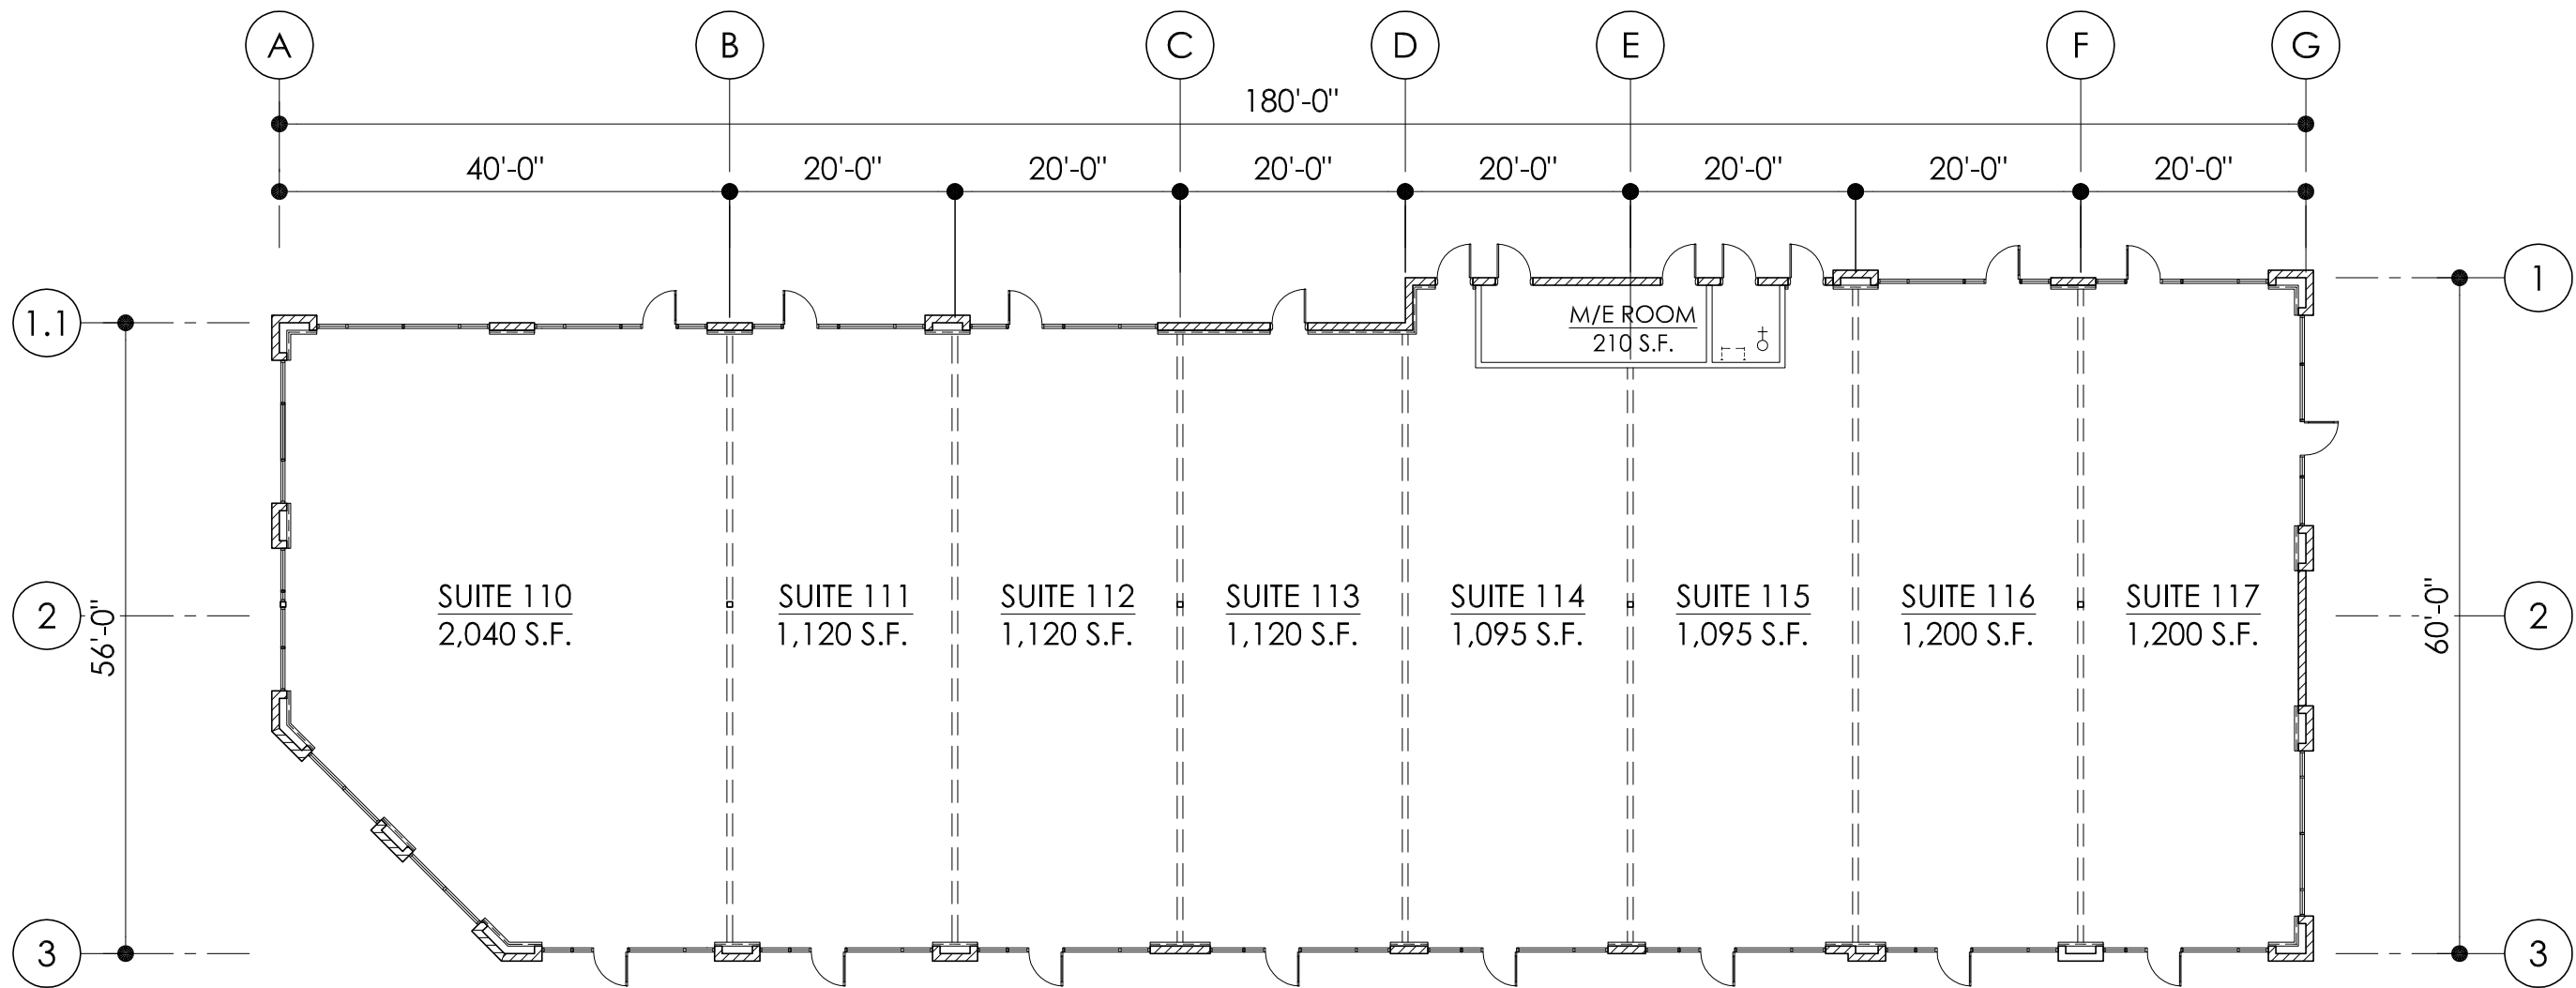 A B C D E F G
180'-0"
40'-0" 20'-0" 20'-0" 20'-0" 20'-0" 20'-0" 20'-0" 20'-0"
1
1.1
M/E ROOM
210 S.F.
SUITE 110 SUITE 111 SUITE 112 SUITE 113 SUITE 114 SUITE 115 SUITE 116 SUITE 117
2 2
2,040 S.F. 1,120 S.F. 1,120 S.F. 1,120 S.F. 1,095 S.F. 1,095 S.F. 1,200 S.F. 1,200 S.F.
56'-0" 60'-0"
3 3